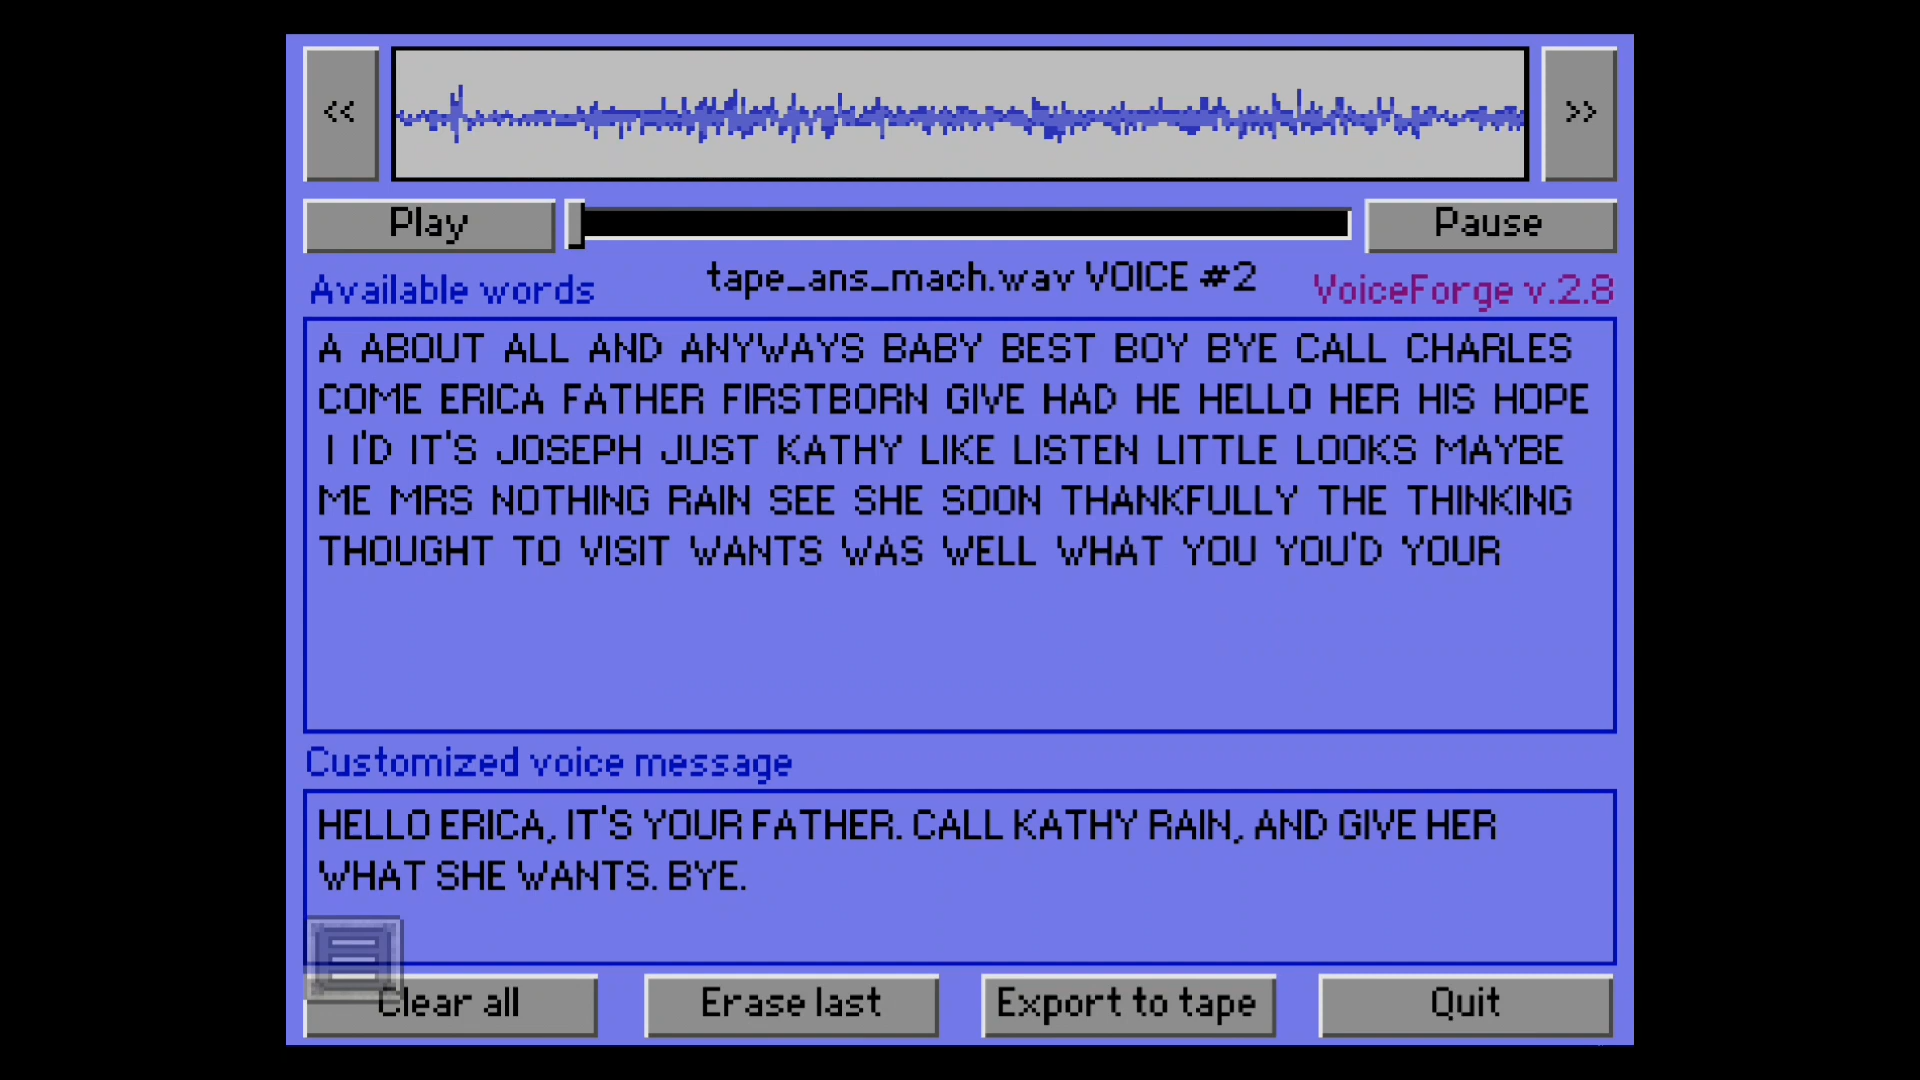 << >>
Play Pause
Available words tape_ans_mach.wav VOICE #2 VoiceForge v.2.8
A ABOUT ALL AND ANYWAYS BABY BEST BOY BYE CALL CHARLES
COME ERICA FATHER FIRSTBORN GIVE HAD HE HELLO HER HIS HOPE
I I'D IT'S JOSEPH JUST KATHY LIKE LISTEN LITTLE LOOKS MAYBE
ME MRS NOTHING RAIN SEE SHE SOON THANKFULLY THE THINKING
THOUGHT TO VISIT WANTS WAS WELL WHAT YOU YOU'D YOUR
Customized voice message
HELLO ERICA, IT'S YOUR FATHER. CALL KATHY RAIN, AND GIVE HER
WHAT SHE WANTS. BYE.
Clear all Erase last Export to tape Quit